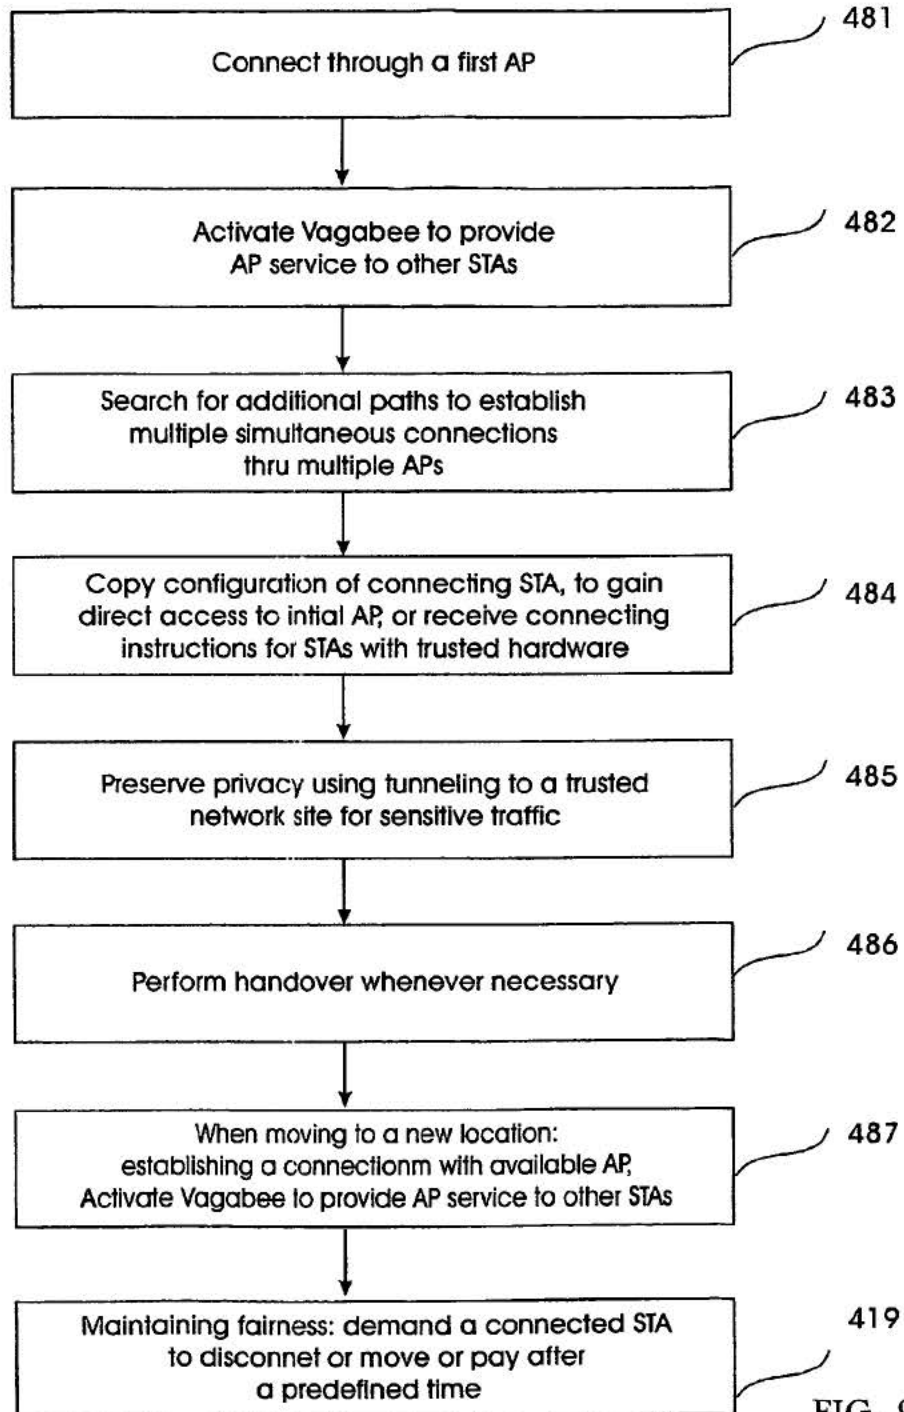 Connect through a first AP
481
Activate Vagabee to provide
AP service to other STAs
482
Search for additional paths to establish
multiple simultaneous connections
thru multiple APs
483
Copy configuration of connecting STA, to gain
direct access to intial AP, or receive connecting
instructions for STAs with trusted hardware
484
Preserve privacy using tunneling to a trusted
network site for sensitive traffic
485
Perform handover whenever necessary
486
When moving to a new location:
establishing a connectionm with available AP,
Activate Vagabee to provide AP service to other STAs
487
Maintaining fairness: demand a connected STA
to disconnet or move or pay after
a predefined time
419
FIG.